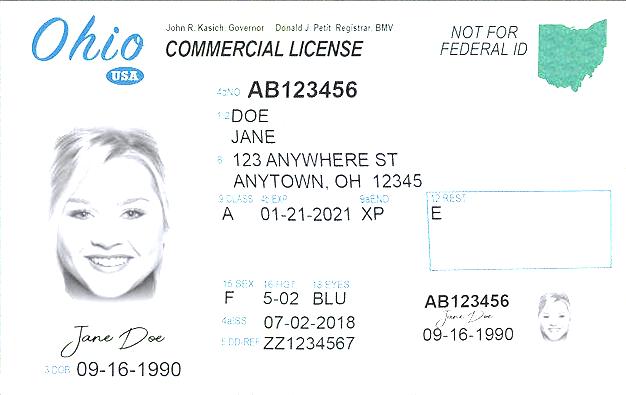 Ohio
USA
John R. Kasich, Governor Donald J. Petit, Registrar, BMV
COMMERCIAL LICENSE
NOT FOR
FEDERAL ID
4d NO AB123456
1,2 DOE
JANE
8 123 ANYWHERE ST
ANYTOWN, OH 12345
9 CLASS 4b EXP 9a END 12 REST
A 01-21-2021 XP E
15 SEX 16 HGT 18 EYES
F 5-02 BLU
4a ISS 07-02-2018
5 DD-REF ZZ1234567
Jane Doe
3 DOB 09-16-1990
AB123456
Jane Doe
09-16-1990